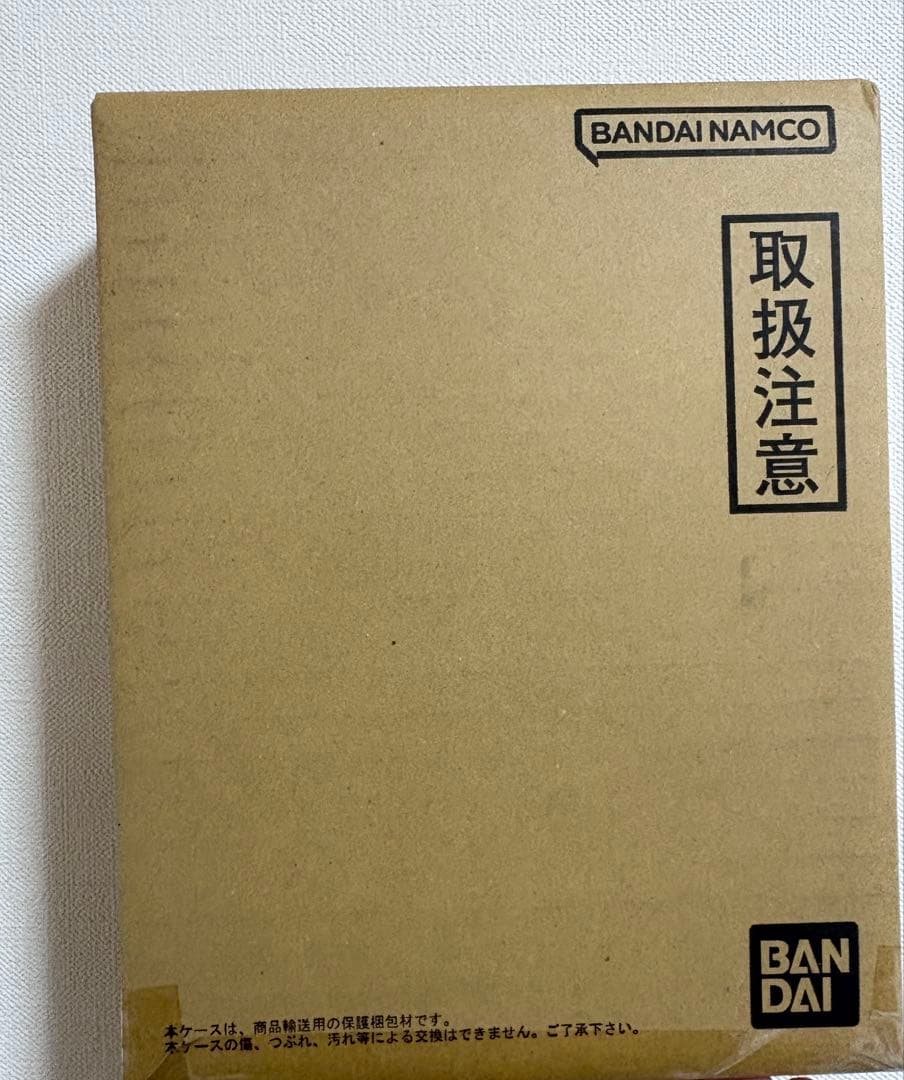 BANDAI NAMCO
取扱注意
BAN
DAI
本ケースは、商品輸送用の保護梱包材です。
本ケースの傷、つぶれ、汚れ等による交換はできません。ご了承下さい。